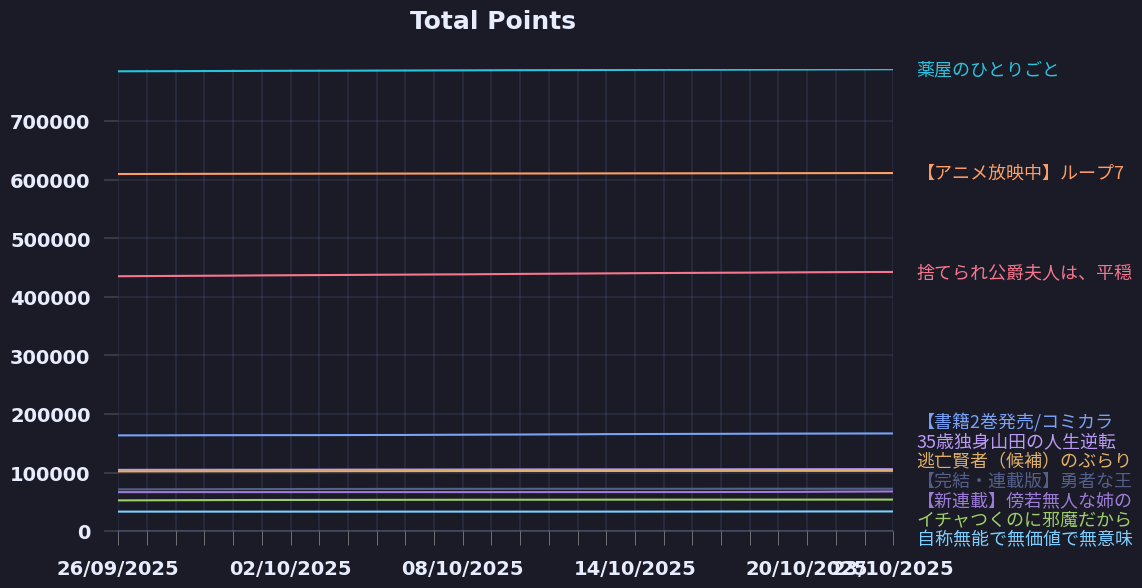 Total Points
薬屋のひとりごと
700000
【アニメ放映中】ループ7
600000
500000
捨てられ公爵夫人は、平穏
400000
300000
200000
【書籍2巻発売/コミカラ
35歳独身山田の人生逆転
逃亡賢者（候補）のぶらり
100000
【完結・連載版】勇者な王
【新連載】傍若無人な姉の
イチャつくのに邪魔だから
0
自称無能で無価値で無意味
26/09/2025 02/10/2025 08/10/2025 14/10/2025 20/10/2025 23/10/2025